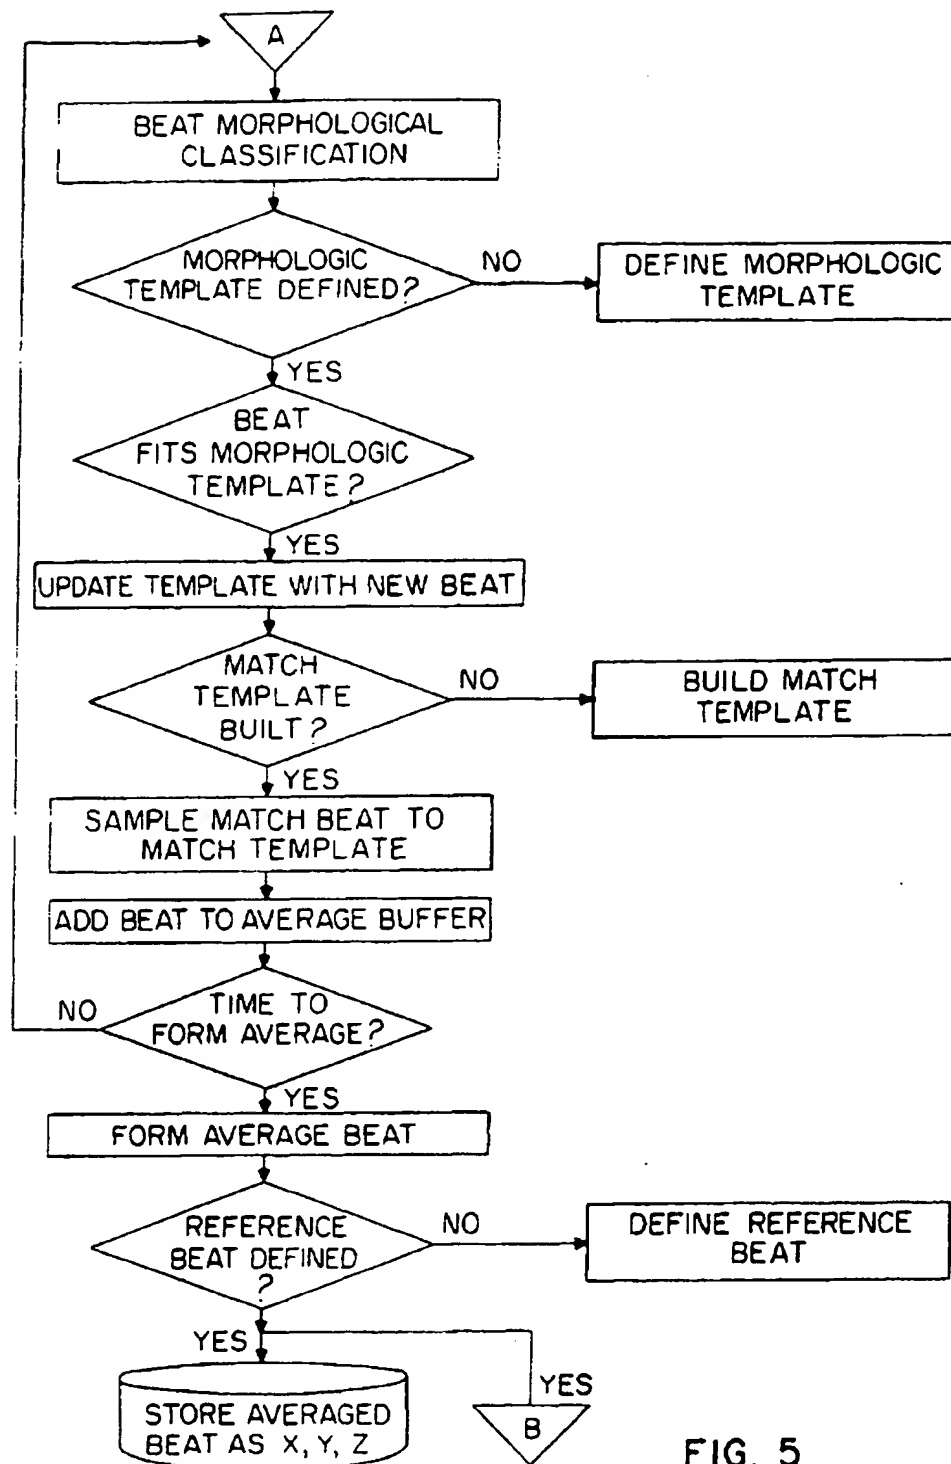 A
BEAT MORPHOLOGICAL
CLASSIFICATION
MORPHOLOGIC
TEMPLATE DEFINED?
NO
DEFINE MORPHOLOGIC
TEMPLATE
YES
BEAT
FITS MORPHOLOGIC
TEMPLATE?
YES
UPDATE TEMPLATE WITH NEW BEAT
MATCH
TEMPLATE
BUILT?
NO
BUILD MATCH
TEMPLATE
YES
SAMPLE MATCH BEAT TO
MATCH TEMPLATE
ADD BEAT TO AVERAGE BUFFER
NO
TIME TO
FORM AVERAGE?
YES
FORM AVERAGE BEAT
REFERENCE
BEAT DEFINED
?
NO
DEFINE REFERENCE
BEAT
YES
YES
STORE AVERAGED
BEAT AS X, Y, Z
B
FIG. 5